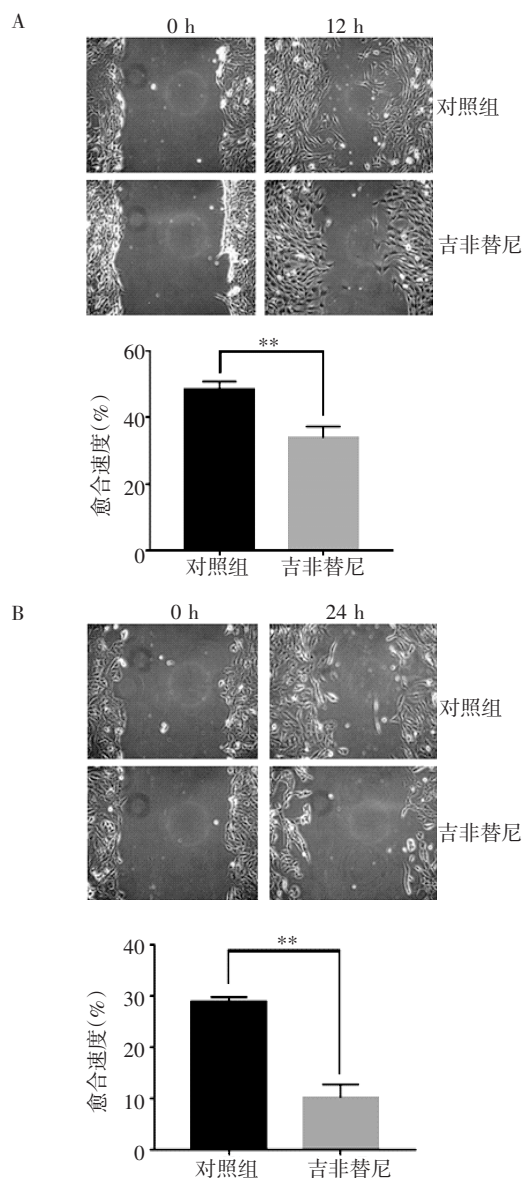 A
0 h 12 h
对照组
吉非替尼
愈合速度(%)
60
40
20
0
**
对照组 吉非替尼
B
0 h 24 h
对照组
吉非替尼
愈合速度(%)
40
30
20
10
0
**
对照组 吉非替尼